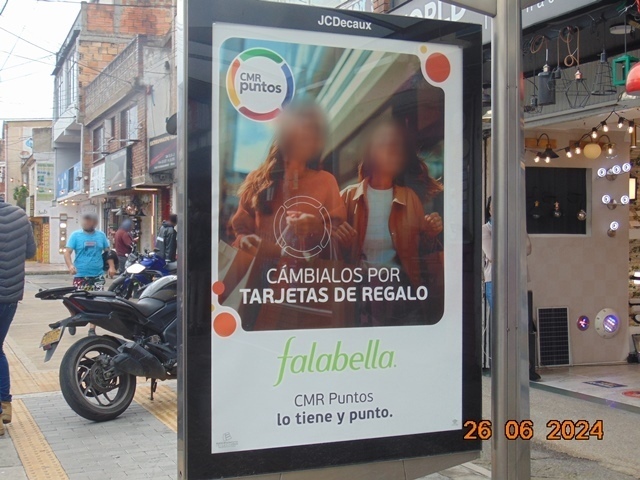 JCDecaux
CMR
puntos
CÁMBIALOS POR
TARJETAS DE REGALO
falabella.
CMR Puntos
lo tiene y punto.
26 06 2024